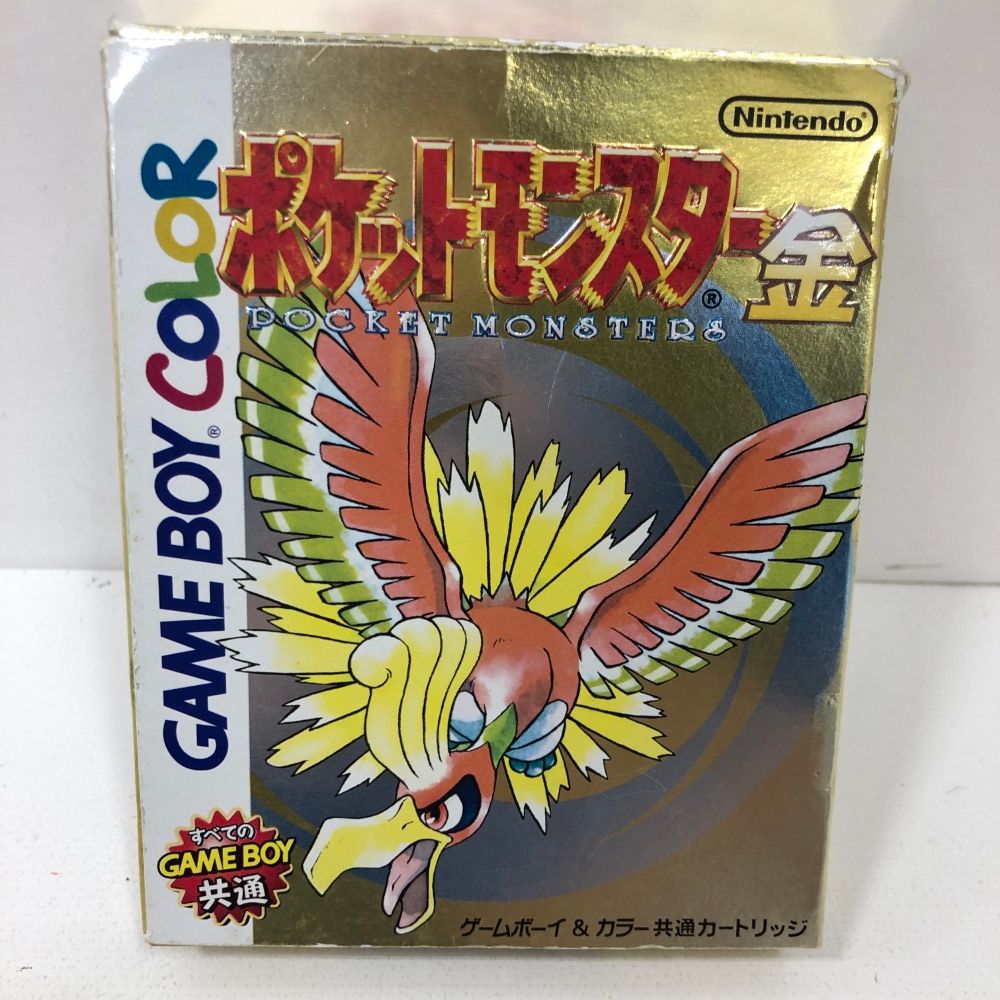 Nintendo®
ポケットモンスター金
®
POCKET MONSTERS
GAME BOY® COLOR
すべての
GAME BOY
共通
ゲームボーイ & カラー共通カートリッジ